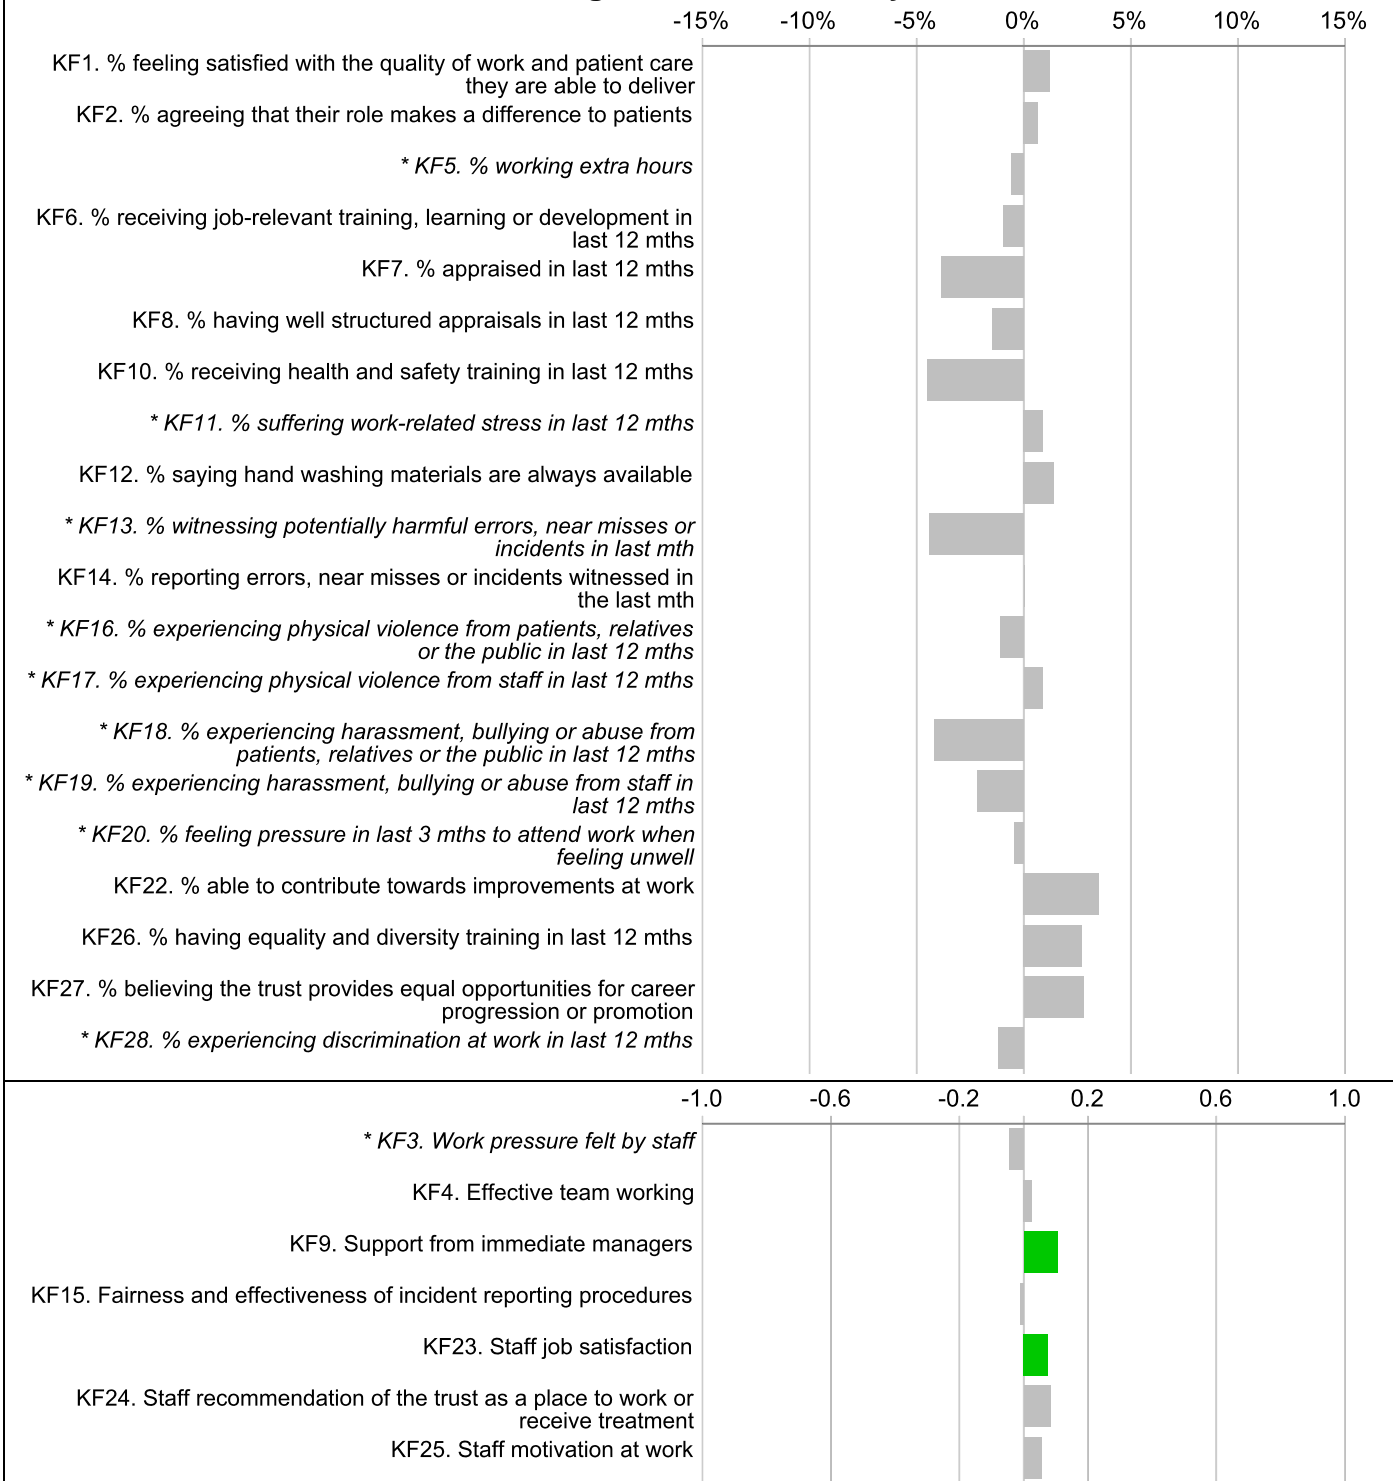 -15% -10% -5% 0% 5% 10% 15%
KF1. % feeling satisfied with the quality of work and patient care
they are able to deliver
KF2. % agreeing that their role makes a difference to patients
* KF5. % working extra hours
KF6. % receiving job-relevant training, learning or development in
last 12 mths
KF7. % appraised in last 12 mths
KF8. % having well structured appraisals in last 12 mths
KF10. % receiving health and safety training in last 12 mths
* KF11. % suffering work-related stress in last 12 mths
KF12. % saying hand washing materials are always available
* KF13. % witnessing potentially harmful errors, near misses or
incidents in last mth
KF14. % reporting errors, near misses or incidents witnessed in
the last mth
* KF16. % experiencing physical violence from patients, relatives
or the public in last 12 mths
* KF17. % experiencing physical violence from staff in last 12 mths
* KF18. % experiencing harassment, bullying or abuse from
patients, relatives or the public in last 12 mths
* KF19. % experiencing harassment, bullying or abuse from staff in
last 12 mths
* KF20. % feeling pressure in last 3 mths to attend work when
feeling unwell
KF22. % able to contribute towards improvements at work
KF26. % having equality and diversity training in last 12 mths
KF27. % believing the trust provides equal opportunities for career
progression or promotion
* KF28. % experiencing discrimination at work in last 12 mths
-1.0 -0.6 -0.2 0.2 0.6 1.0
* KF3. Work pressure felt by staff
KF4. Effective team working
KF9. Support from immediate managers
KF15. Fairness and effectiveness of incident reporting procedures
KF23. Staff job satisfaction
KF24. Staff recommendation of the trust as a place to work or
receive treatment
KF25. Staff motivation at work